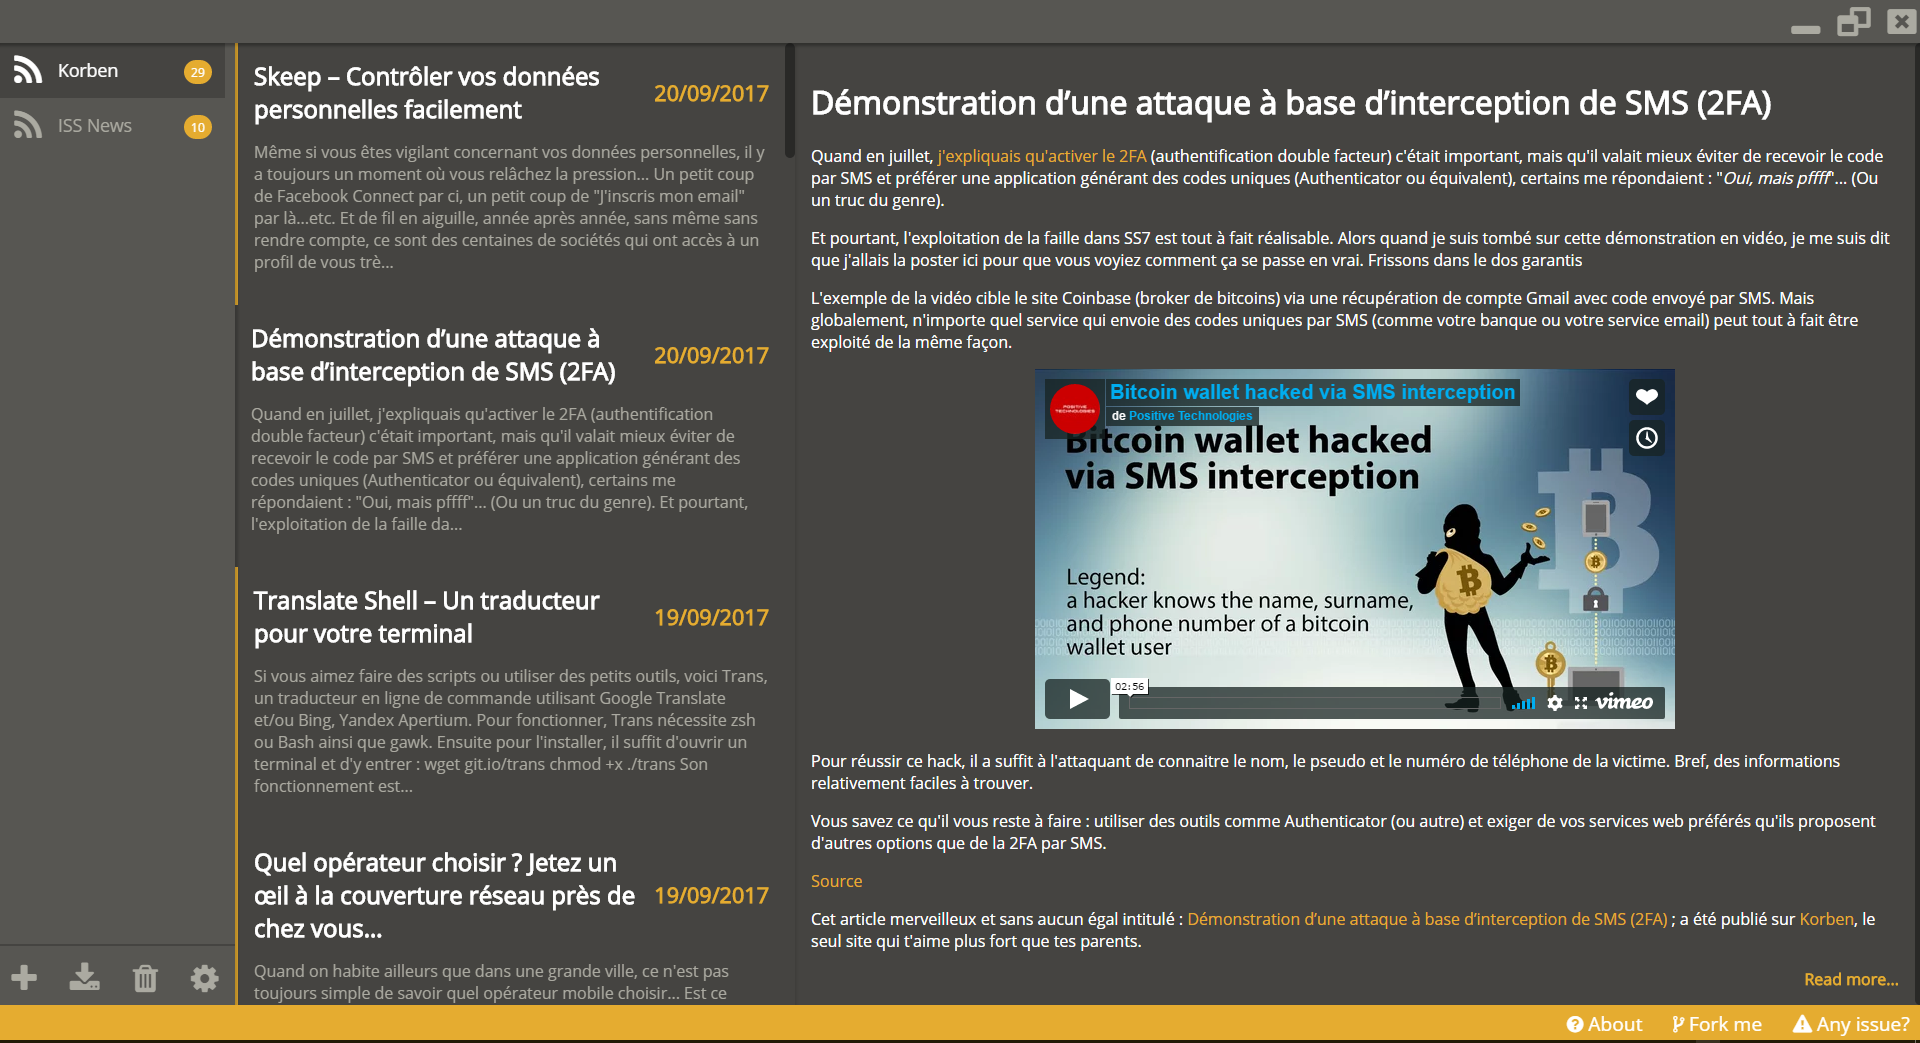 Korben
29
ISS News
10
Skeep – Contrôler vos données
personnelles facilement
20/09/2017
Même si vous êtes vigilant concernant vos données personnelles, il y
a toujours un moment où vous relâchez la pression... Un petit coup
de Facebook Connect par ci, un petit coup de "J'inscris mon email"
par là...etc. Et de fil en aiguille, année après année, sans même sans
rendre compte, ce sont des centaines de sociétés qui ont accès à un
profil de vous trè...
Démonstration d’une attaque à
base d’interception de SMS (2FA)
20/09/2017
Quand en juillet, j'expliquais qu'activer le 2FA (authentification
double facteur) c'était important, mais qu'il valait mieux éviter de
recevoir le code par SMS et préférer une application générant des
codes uniques (Authenticator ou équivalent), certains me
répondaient : "Oui, mais pffff"... (Ou un truc du genre). Et pourtant,
l'exploitation de la faille da...
Translate Shell – Un traducteur
pour votre terminal
19/09/2017
Si vous aimez faire des scripts ou utiliser des petits outils, voici Trans,
un traducteur en ligne de commande utilisant Google Translate
et/ou Bing, Yandex Apertium. Pour fonctionner, Trans nécessite zsh
ou Bash ainsi que gawk. Ensuite pour l'installer, il suffit d'ouvrir un
terminal et d'y entrer : wget git.io/trans chmod +x ./trans Son
fonctionnement est...
Quel opérateur choisir ? Jetez un
œil à la couverture réseau près de
chez vous...
19/09/2017
Quand on habite ailleurs que dans une grande ville, ce n'est pas
toujours simple de savoir quel opérateur mobile choisir... Est ce
Démonstration d’une attaque à base d’interception de SMS (2FA)
Quand en juillet, j'expliquais qu'activer le 2FA (authentification double facteur) c'était important, mais qu'il valait mieux éviter de recevoir le code
par SMS et préférer une application générant des codes uniques (Authenticator ou équivalent), certains me répondaient : "Oui, mais pffff"... (Ou
un truc du genre).
Et pourtant, l'exploitation de la faille dans SS7 est tout à fait réalisable. Alors quand je suis tombé sur cette démonstration en vidéo, je me suis dit
que j'allais la poster ici pour que vous voyiez comment ça se passe en vrai. Frissons dans le dos garantis
L'exemple de la vidéo cible le site Coinbase (broker de bitcoins) via une récupération de compte Gmail avec code envoyé par SMS. Mais
globalement, n'importe quel service qui envoie des codes uniques par SMS (comme votre banque ou votre service email) peut tout à fait être
exploité de la même façon.
POSITIVE
TECHNOLOGIES
Bitcoin wallet hacked via SMS interception
de Positive Technologies
Bitcoin wallet hacked
via SMS interception
Legend:
a hacker knows the name, surname,
and phone number of a bitcoin
wallet user
02:56
vimeo
Pour réussir ce hack, il a suffit à l'attaquant de connaitre le nom, le pseudo et le numéro de téléphone de la victime. Bref, des informations
relativement faciles à trouver.
Vous savez ce qu'il vous reste à faire : utiliser des outils comme Authenticator (ou autre) et exiger de vos services web préférés qu'ils proposent
d'autres options que de la 2FA par SMS.
Source
Cet article merveilleux et sans aucun égal intitulé : Démonstration d’une attaque à base d’interception de SMS (2FA) ; a été publié sur Korben, le
seul site qui t'aime plus fort que tes parents.
Read more...
About
Fork me
Any issue?